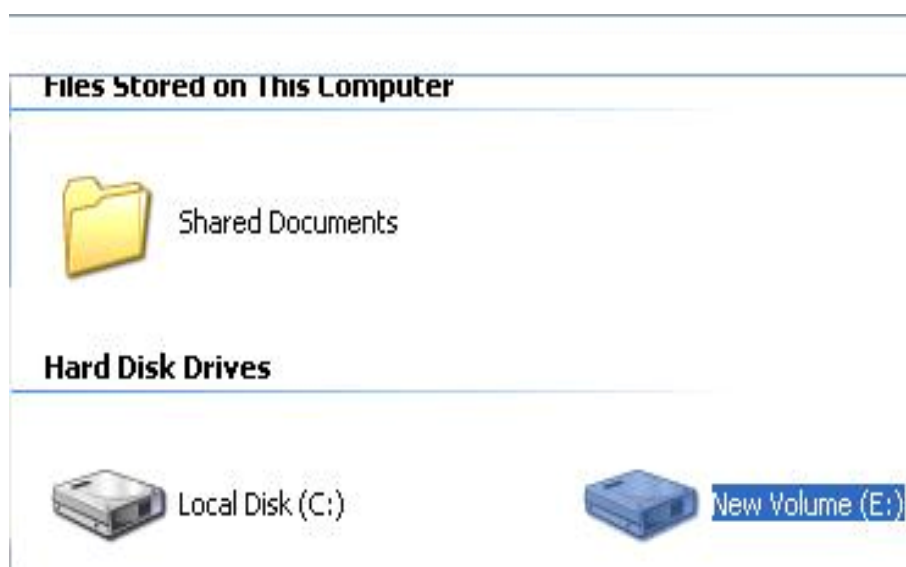 Files Stored on This Computer
Shared Documents
Hard Disk Drives
Local Disk (C:)
New Volume (E:)